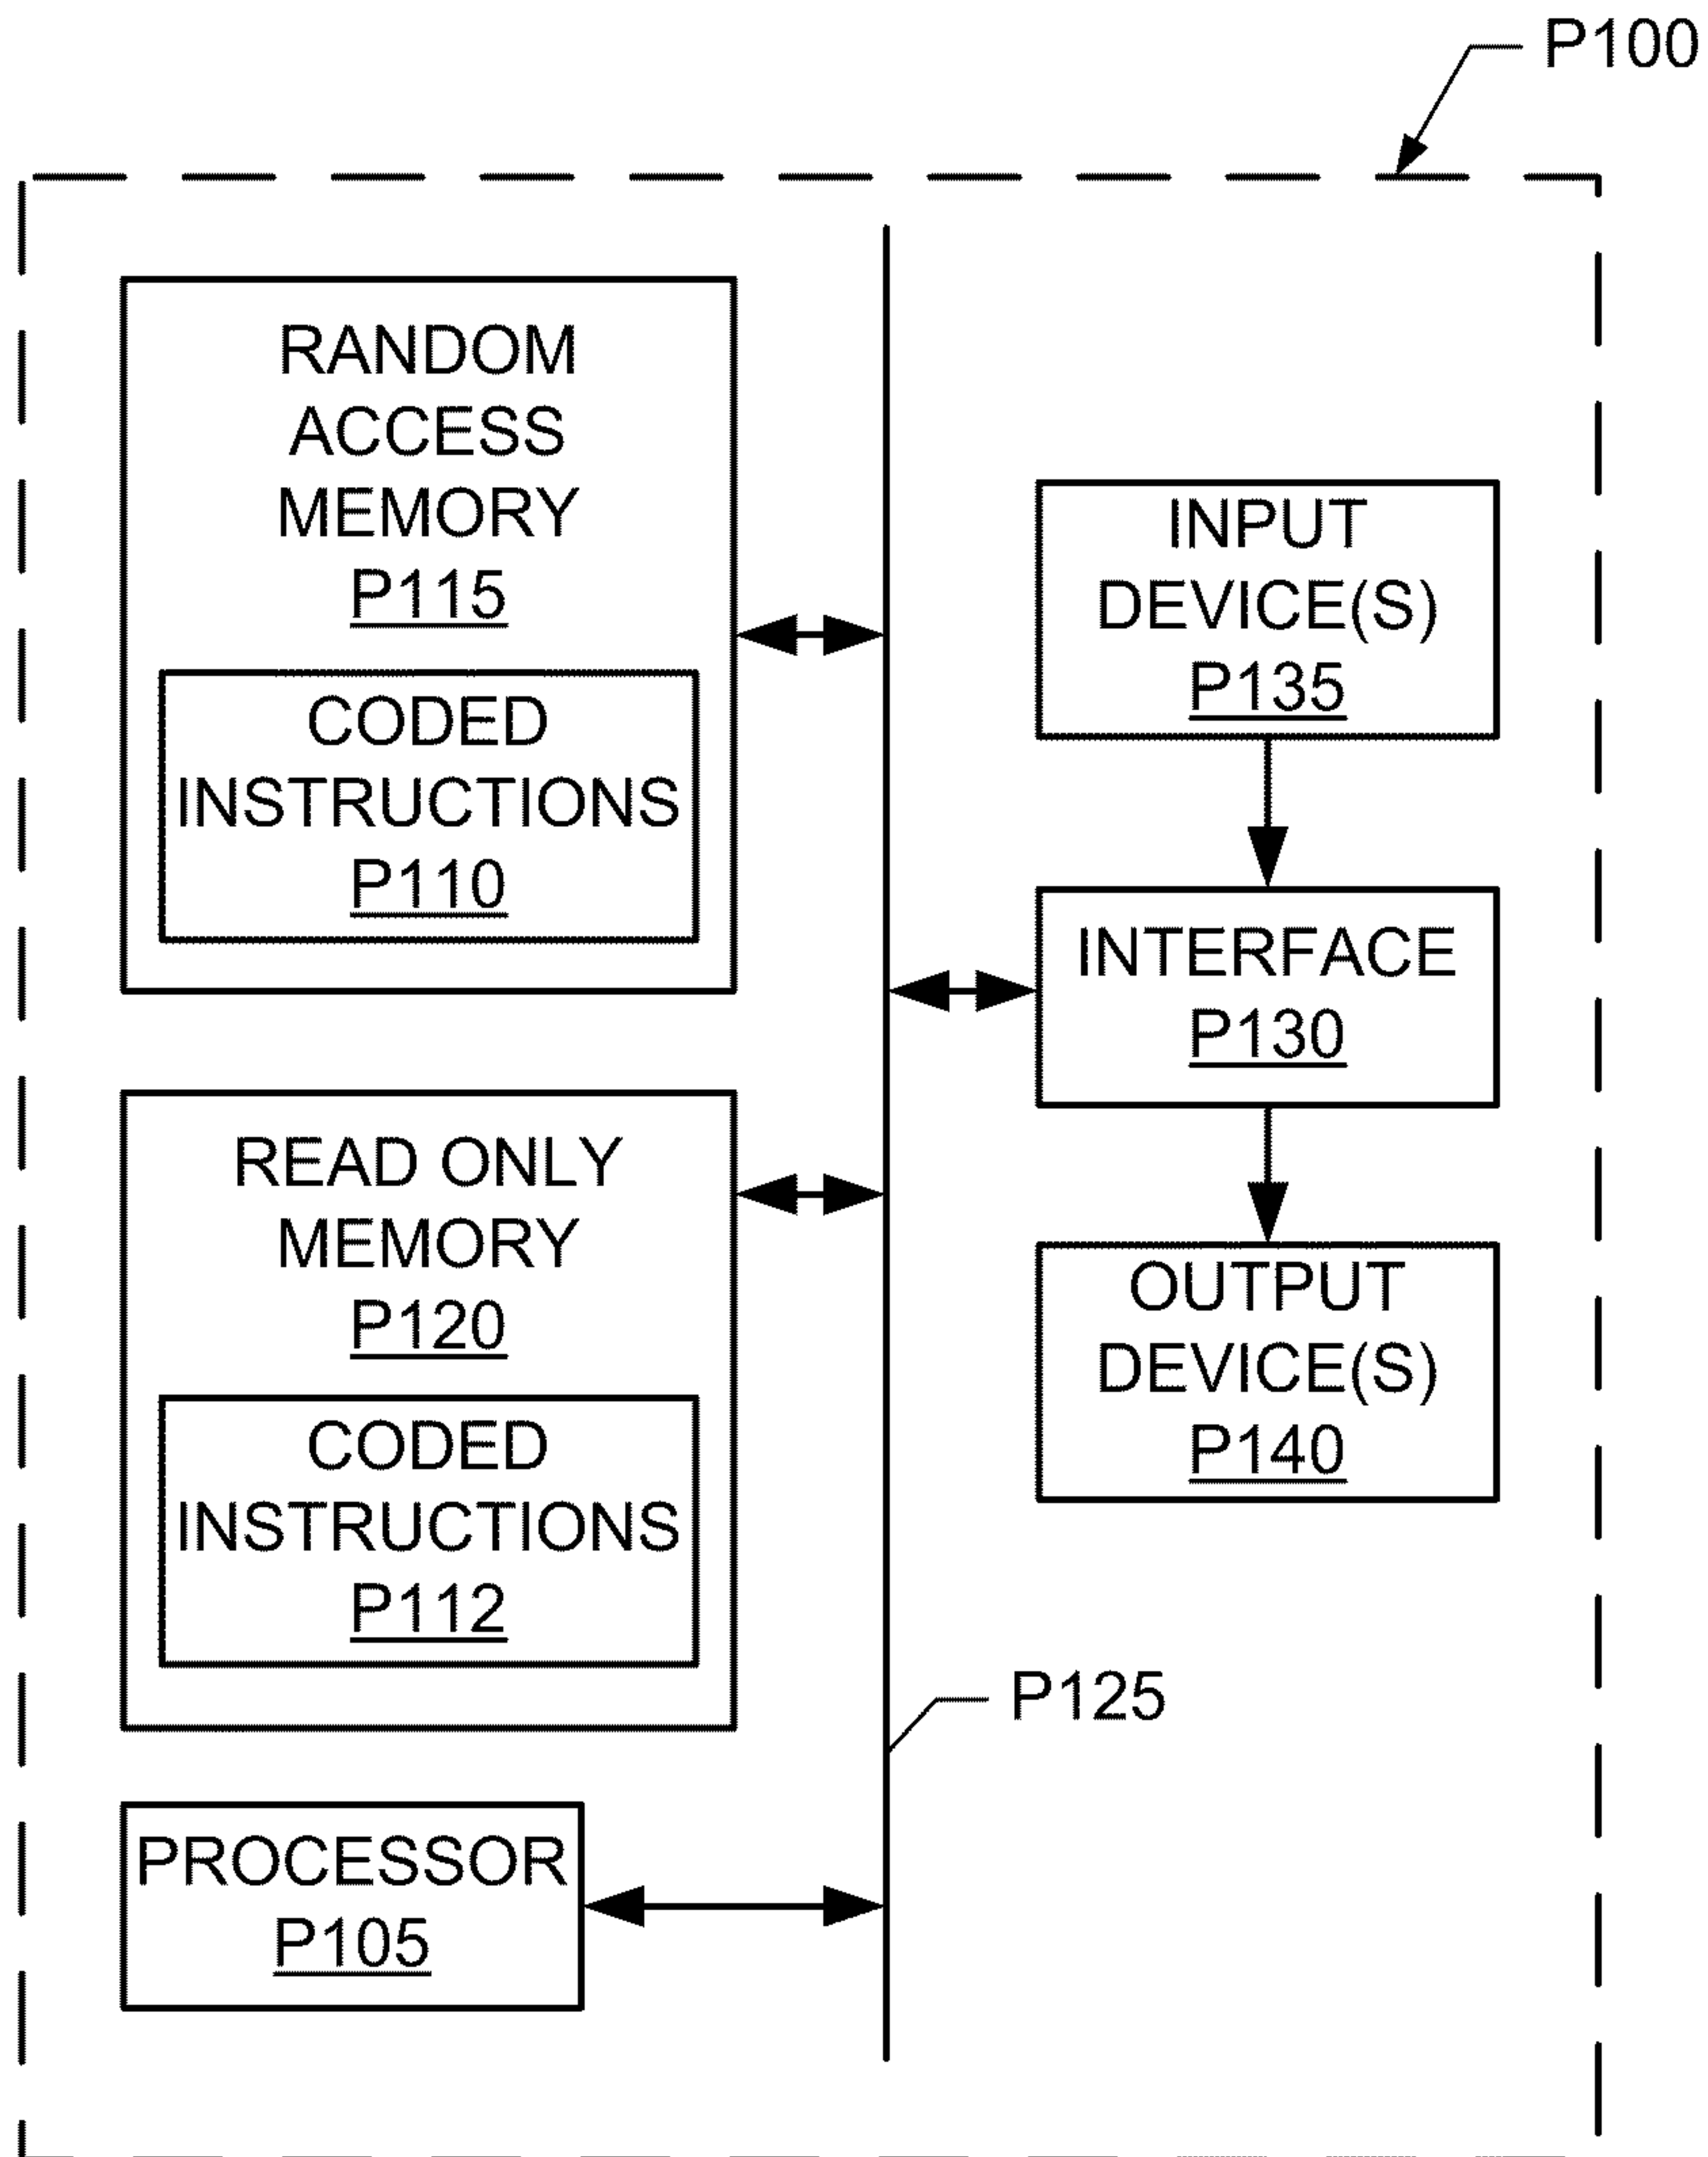 P100
RANDOM
ACCESS
MEMORY
P115
CODED
INSTRUCTIONS
P110
READ ONLY
MEMORY
P120
CODED
INSTRUCTIONS
P112
PROCESSOR
P105
INPUT
DEVICE(S)
P135
INTERFACE
P130
OUTPUT
DEVICE(S)
P140
P125